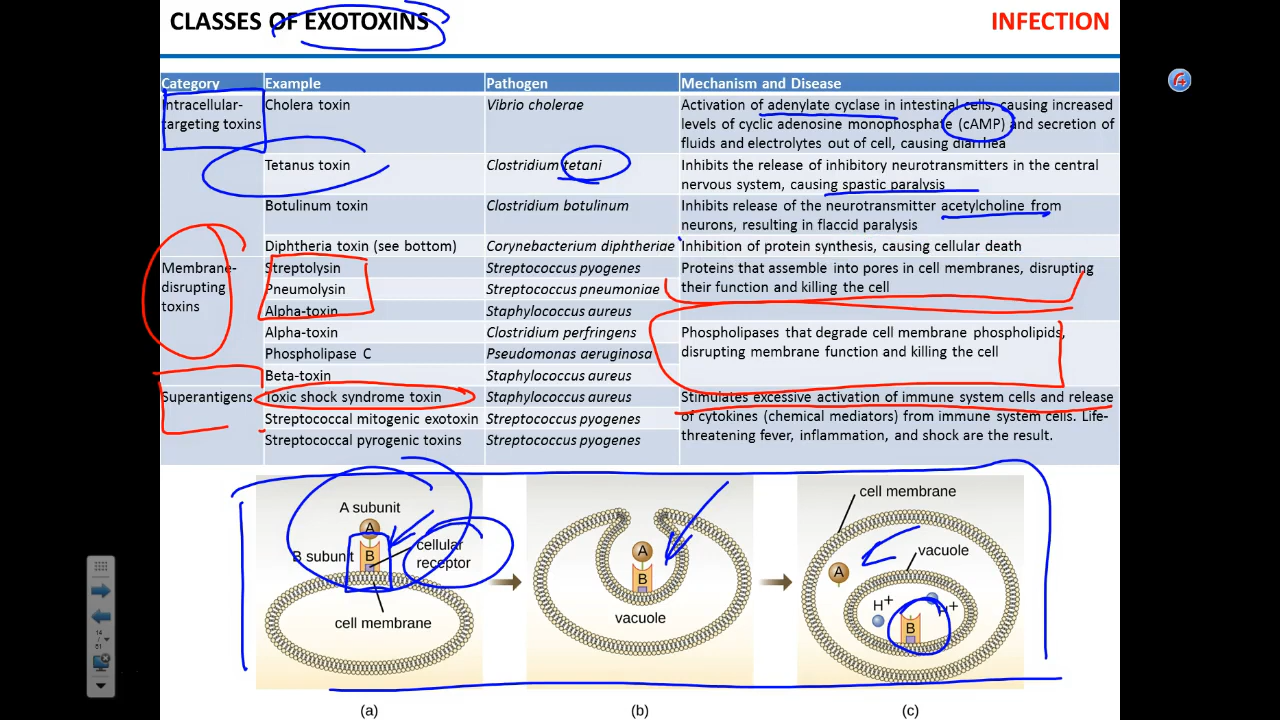 CLASSES OF EXOTOXINS
INFECTION
Category Example Pathogen Mechanism and Disease
Intracellular-targeting toxins Cholera toxin Vibrio cholerae Activation of adenylate cyclase in intestinal cells, causing increased
levels of cyclic adenosine monophosphate (cAMP) and secretion of
fluids and electrolytes out of cell, causing diarrhea
Tetanus toxin Clostridium tetani Inhibits the release of inhibitory neurotransmitters in the central
nervous system, causing spastic paralysis
Botulinum toxin Clostridium botulinum Inhibits release of the neurotransmitter acetylcholine from
neurons, resulting in flaccid paralysis
Diphtheria toxin (see bottom) Corynebacterium diphtheriae Inhibition of protein synthesis, causing cellular death
Membrane-disrupting toxins Streptolysin Streptococcus pyogenes Proteins that assemble into pores in cell membranes, disrupting
Pneumolysin Streptococcus pneumoniae their function and killing the cell
Alpha-toxin Staphylococcus aureus
Alpha-toxin Clostridium perfringens Phospholipases that degrade cell membrane phospholipids,
Phospholipase C Pseudomonas aeruginosa disrupting membrane function and killing the cell
Beta-toxin Staphylococcus aureus
Superantigens Toxic shock syndrome toxin Staphylococcus aureus Stimulates excessive activation of immune system cells and release
Streptococcal mitogenic exotoxin Streptococcus pyogenes of cytokines (chemical mediators) from immune system cells. Life-
Streptococcal pyogenic toxins Streptococcus pyogenes threatening fever, inflammation, and shock are the result.
A subunit
A
B subunit
B
cellular
receptor
cell membrane
(a)
A
B
vacuole
(b)
cell membrane
vacuole
A
H+
H+
B
(c)
14
/
81